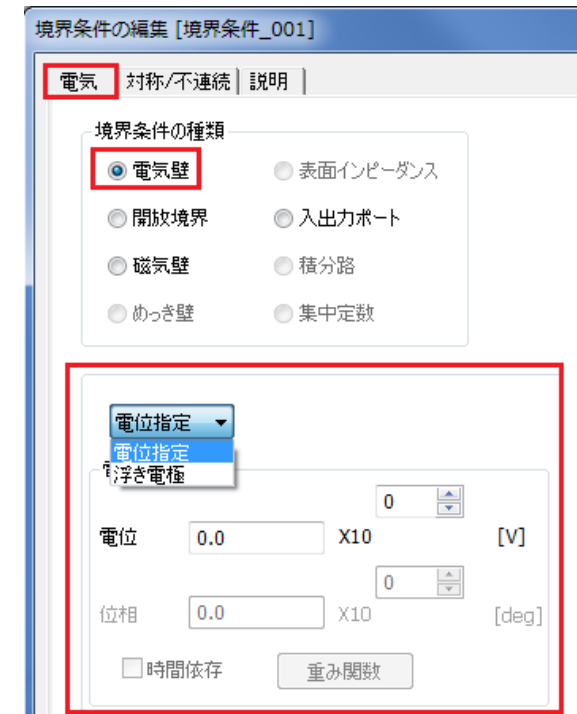 境界条件の編集 [境界条件_001]
電気 対称/不連続 説明
境界条件の種類
電気壁 表面インピーダンス
開放境界 入出力ポート
磁気壁 積分路
めっき壁 集中定数
電位指定
電位指定
浮き電極
0
電位 0.0 X10 [V]
0
位相 0.0 X10 [deg]
時間依存 重み関数